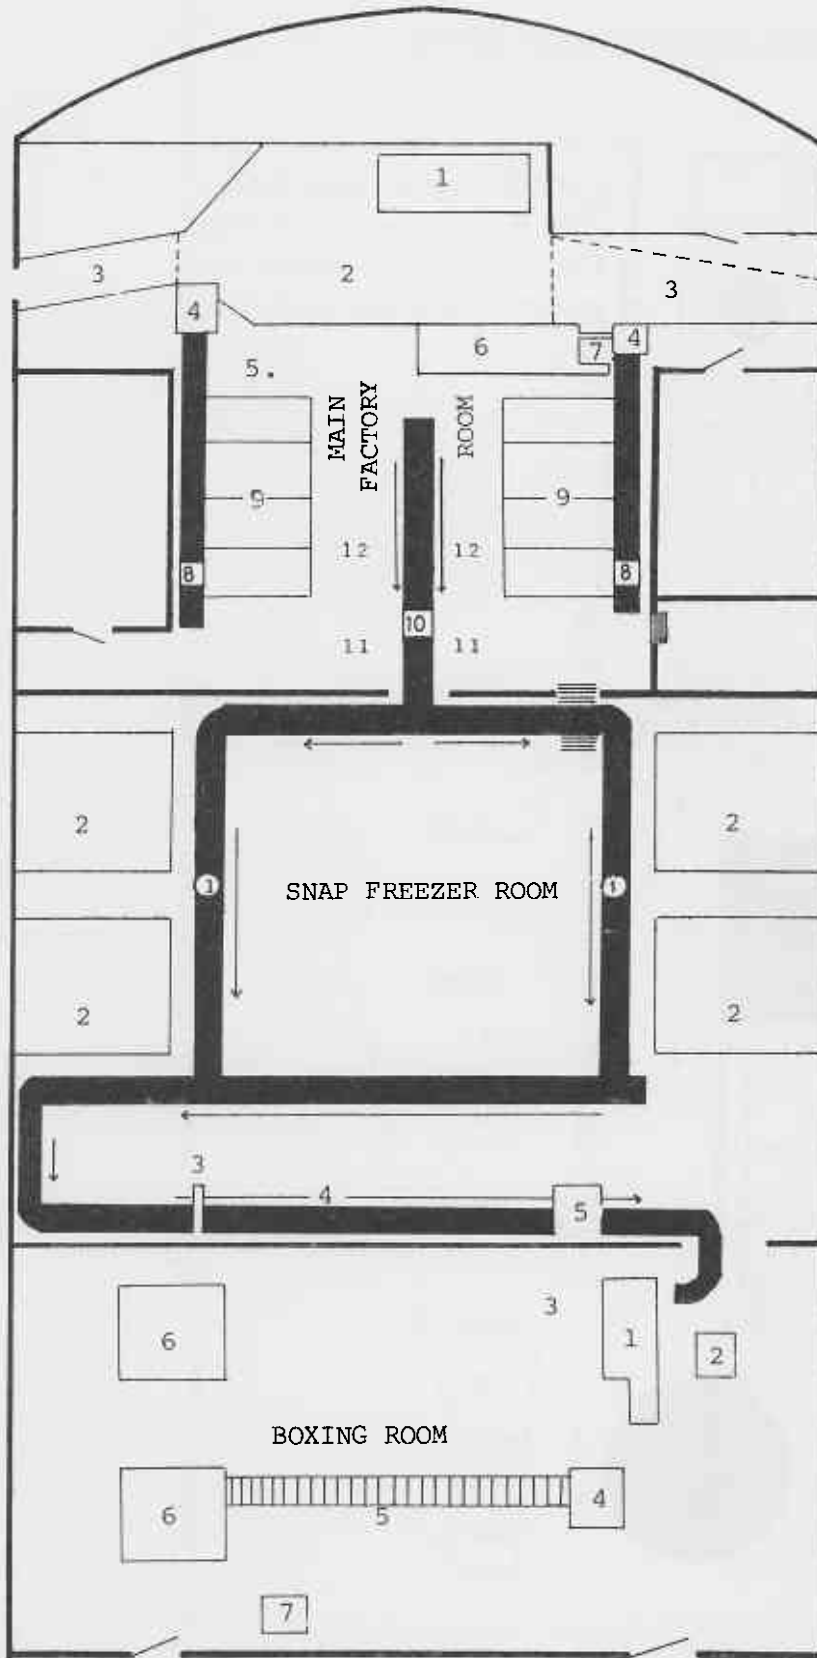 1
3 2 3
4 6 7 4
5.
MAIN FACTORY ROOM
9 9
12 12
8 8
10
11 11
2 2
1 SNAP FREEZER ROOM 1
2 2
3
4
5
3
6 1
2
BOXING ROOM
6 5 4
7